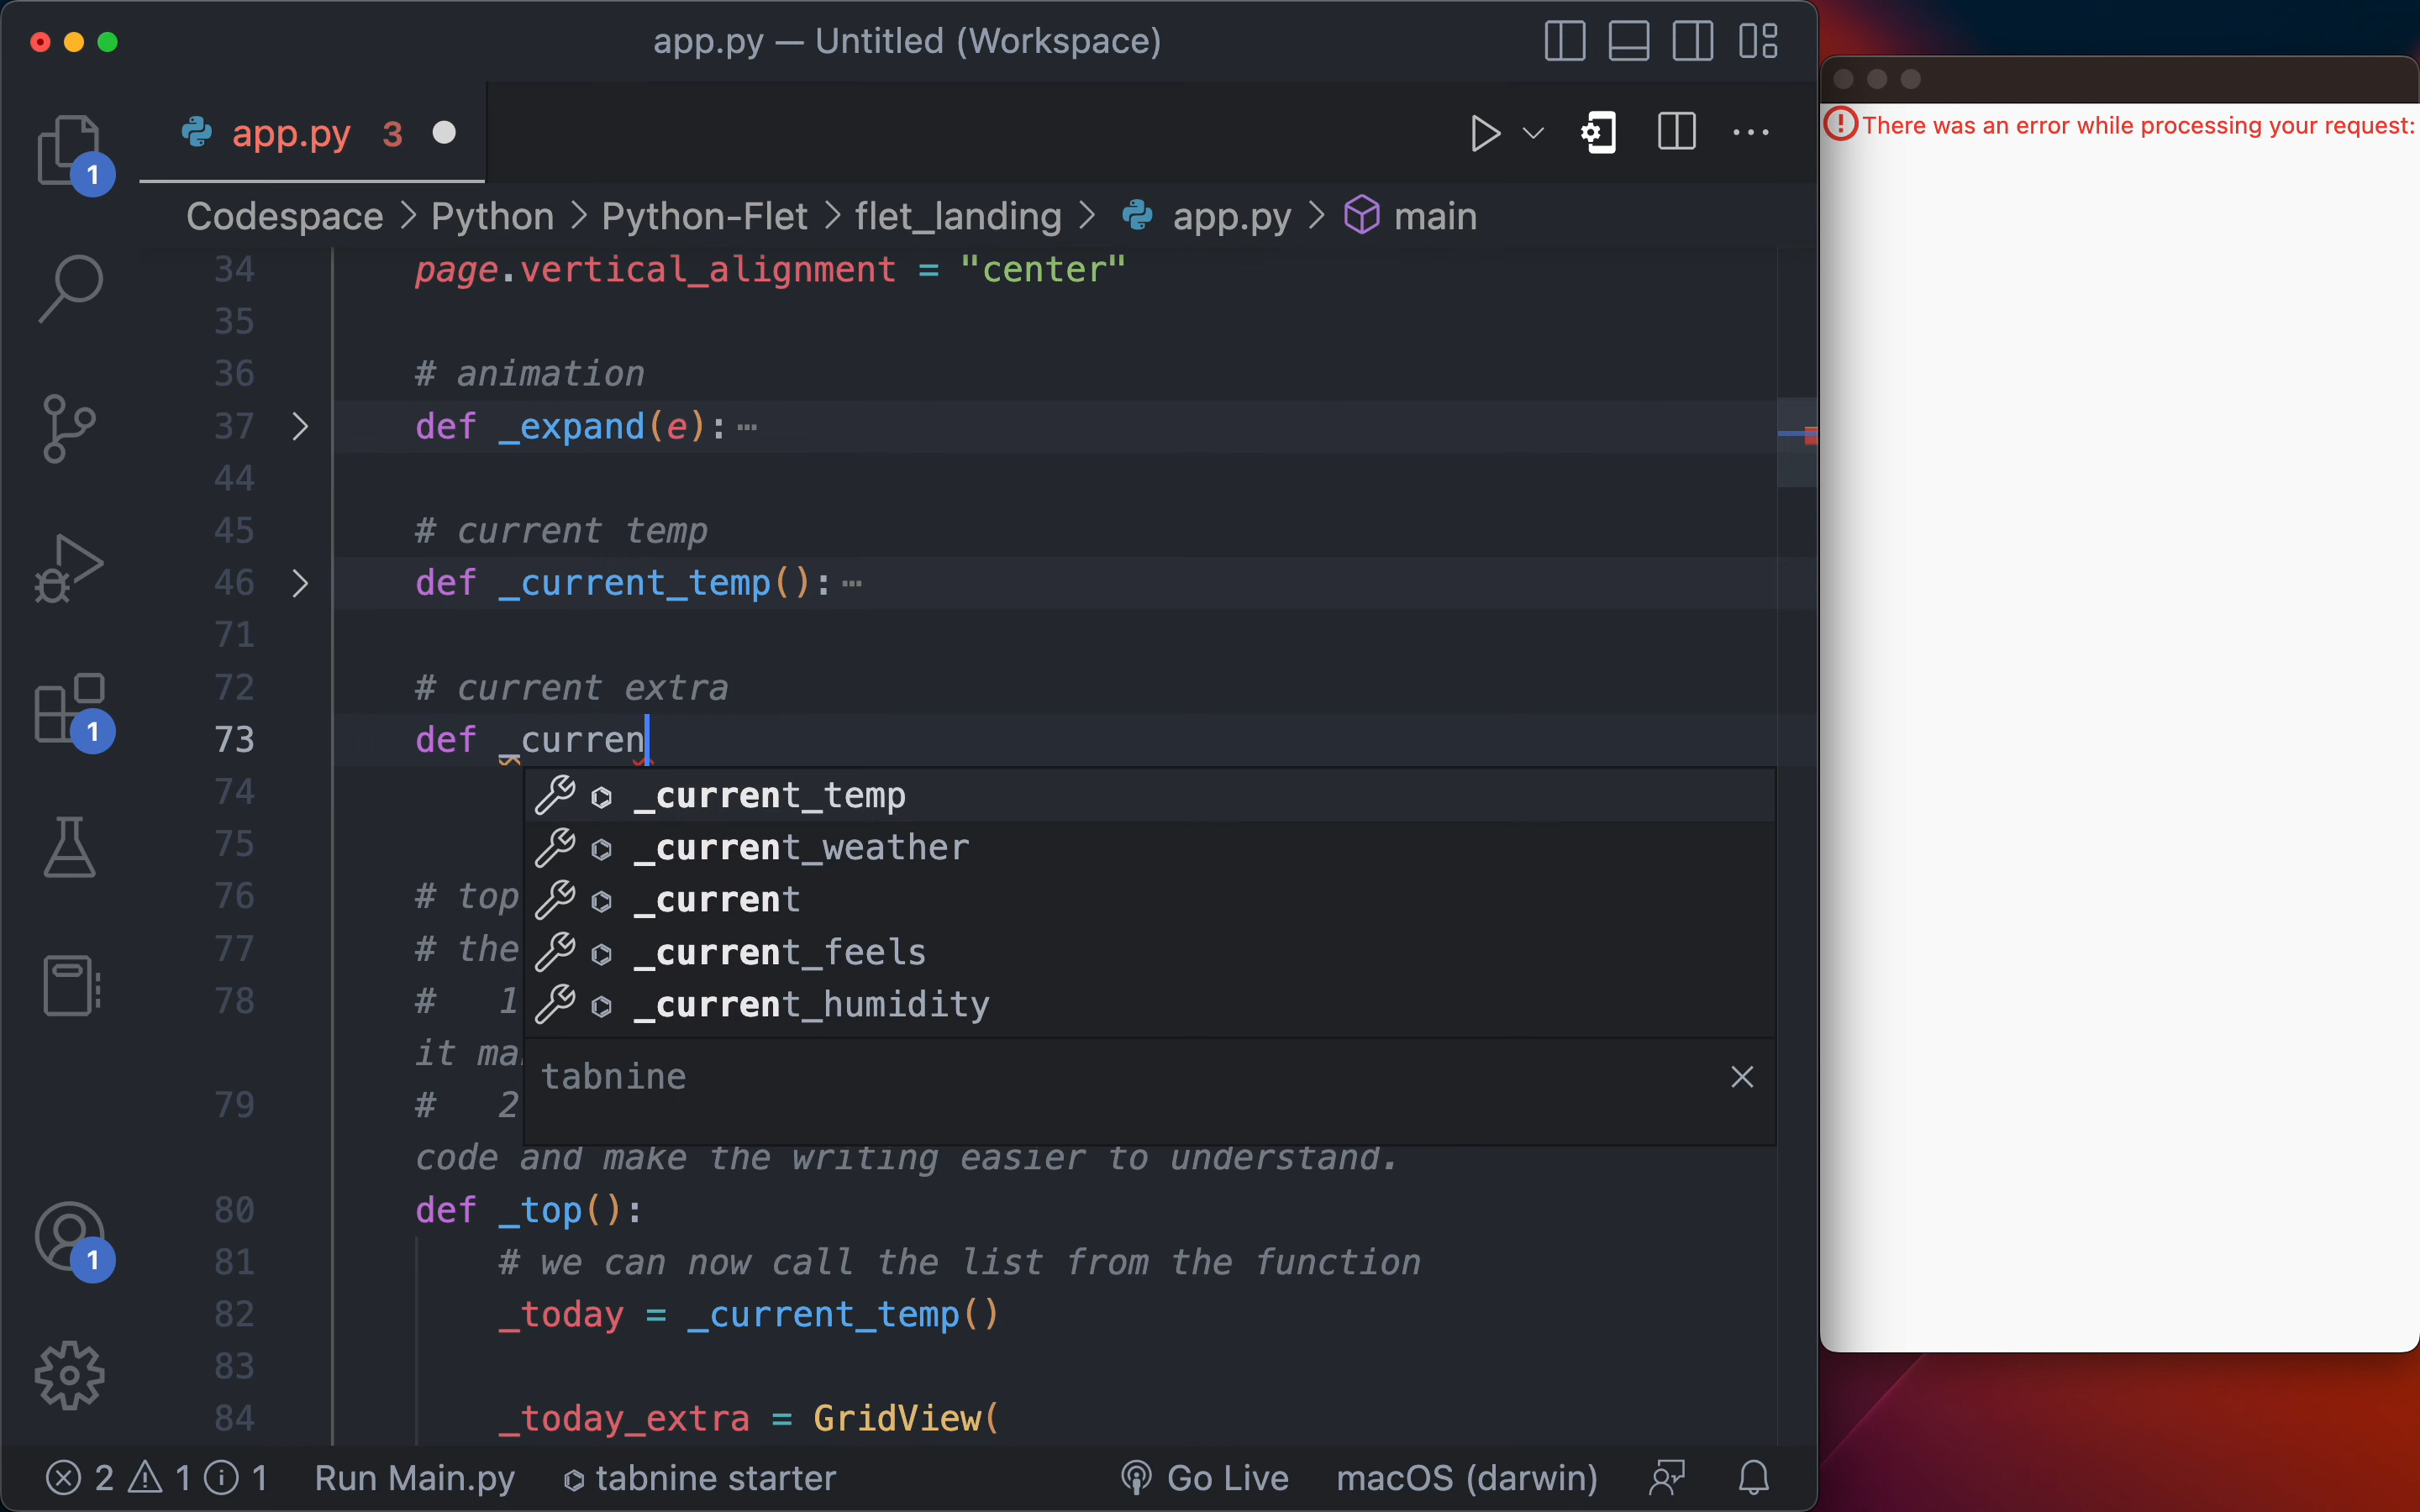 app.py — Untitled (Workspace)
app.py 3
There was an error while processing your request:
1
Codespace > Python > Python-Flet > flet_landing > app.py > main
34 page.vertical_alignment = "center"
35
36 # animation
37 def _expand(e):
44
45 # current temp
46 def _current_temp():
71
72 # current extra
73 def _curren
1
74 _current_temp
75 _current_weather
76 # top _current
77 # the _current_feels
78 # 1 _current_humidity
it ma
tabnine
79 # 2
code and make the writing easier to understand.
80 def _top():
1
81 # we can now call the list from the function
82 _today = _current_temp()
83
84 _today_extra = GridView(
2 1 1 Run Main.py tabnine starter Go Live macOS (darwin)